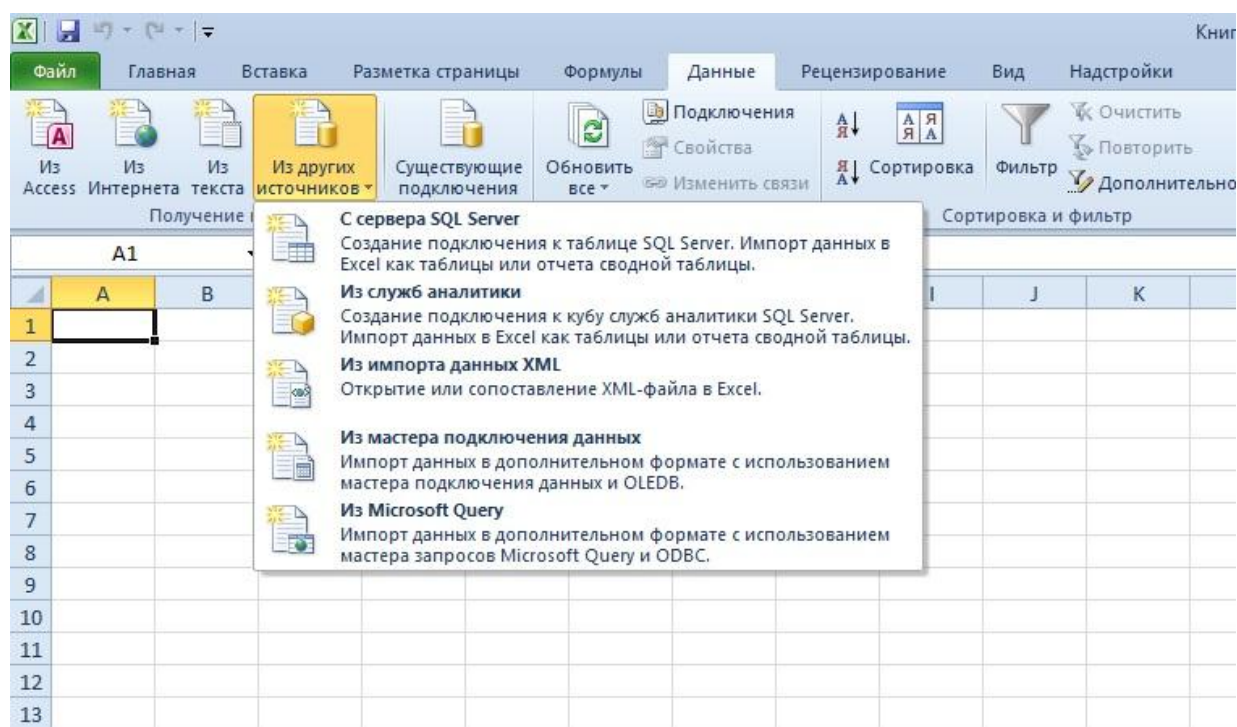 Книг
Файл Главная Вставка Разметка страницы Формулы Данные Рецензирование Вид Надстройки
Из Access
Из Интернета
Из текста
Из других источников
Существующие подключения
Обновить все
Подключения
Свойства
Изменить связи
А Я
Я А
А Я Я А
Сортировка
Фильтр
Очистить
Повторить
Дополнительно
Получение
Сортировка и фильтр
A1
С сервера SQL Server
Создание подключения к таблице SQL Server. Импорт данных в
Excel как таблицы или отчета сводной таблицы.
Из служб аналитики
Создание подключения к кубу служб аналитики SQL Server.
Импорт данных в Excel как таблицы или отчета сводной таблицы.
Из импорта данных XML
Открытие или сопоставление XML-файла в Excel.
Из мастера подключения данных
Импорт данных в дополнительном формате с использованием
мастера подключения данных и OLEDB.
Из Microsoft Query
Импорт данных в дополнительном формате с использованием
мастера запросов Microsoft Query и ODBC.
A B I J K
1
2
3
4
5
6
7
8
9
10
11
12
13